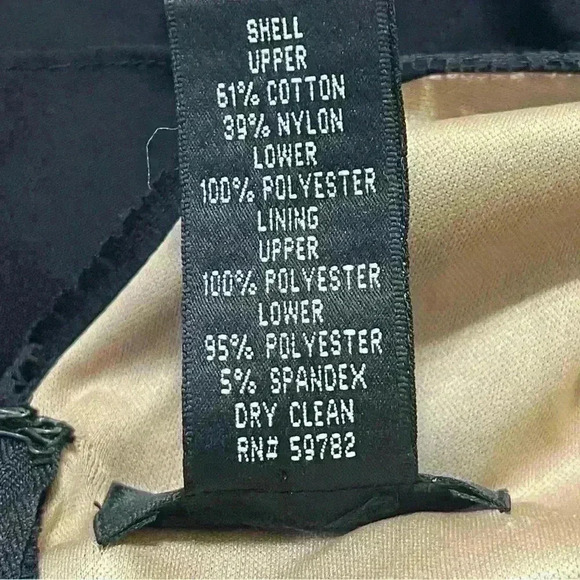 SHELL
UPPER
61% COTTON
39% NYLON
LOWER
100% POLYESTER
LINING
UPPER
100% POLYESTER
LOWER
95% POLYESTER
5% SPANDEX
DRY CLEAN
RN# 59782